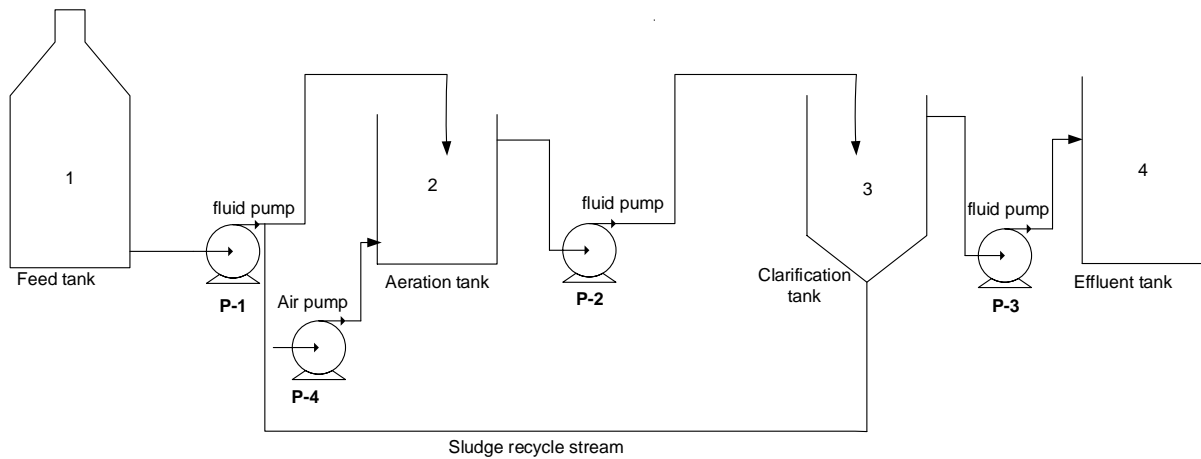 1
Feed tank
fluid pump
P-1
Air pump
P-4
2
Aeration tank
fluid pump
P-2
3
Clarification
tank
fluid pump
P-3
4
Effluent tank
Sludge recycle stream